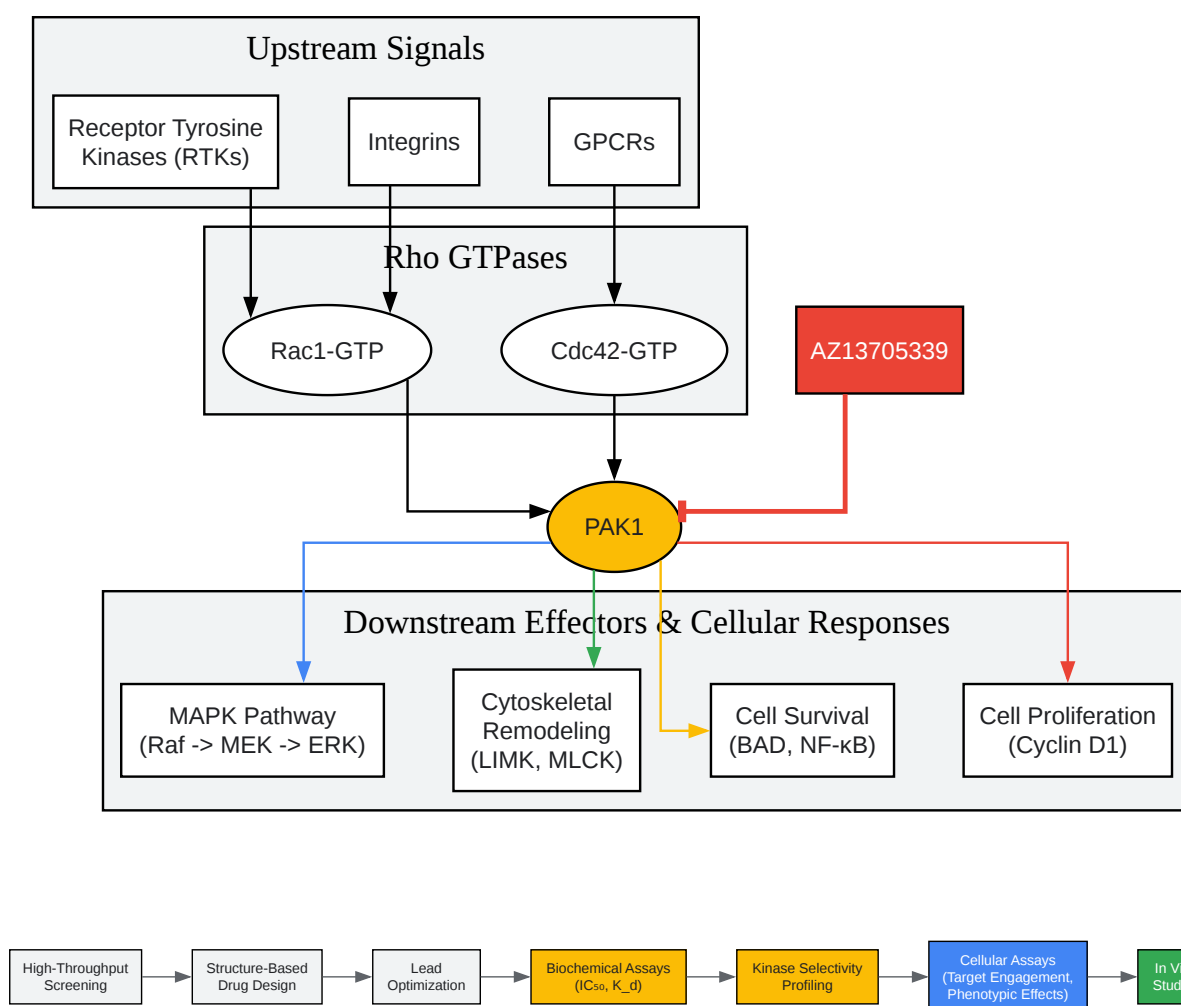 Upstream Signals
Receptor Tyrosine
Kinases (RTKs)
Integrins
GPCRs
Rho GTPases
Rac1-GTP
Cdc42-GTP
AZ13705339
PAK1
Downstream Effectors & Cellular Responses
MAPK Pathway
(Raf -> MEK -> ERK)
Cytoskeletal
Remodeling
(LIMK, MLCK)
Cell Survival
(BAD, NF-κB)
Cell Proliferation
(Cyclin D1)
High-Throughput
Screening
Structure-Based
Drug Design
Lead
Optimization
Biochemical Assays
(IC₅₀, K_d)
Kinase Selectivity
Profiling
Cellular Assays
(Target Engagement,
Phenotypic Effects)
In